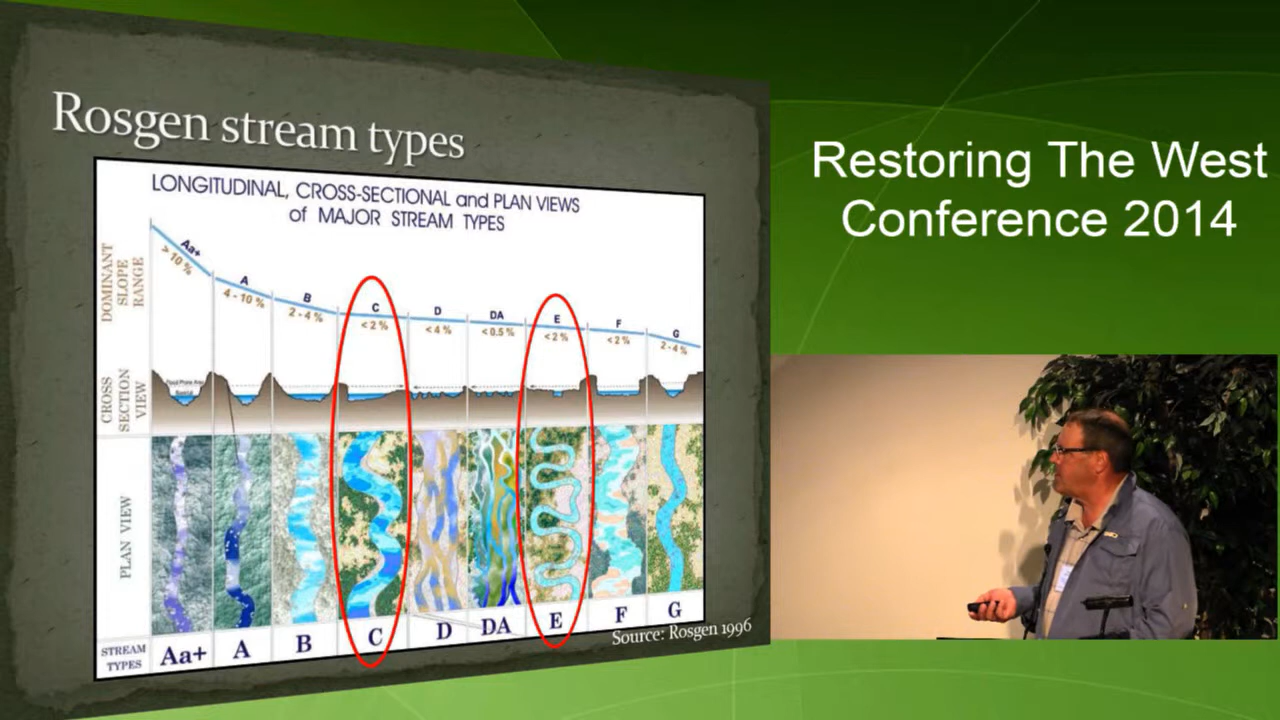 Rosgen stream types
LONGITUDINAL, CROSS-SECTIONAL and PLAN VIEWS
of MAJOR STREAM TYPES
DOMINANT
SLOPE
RANGE
Aa+
> 10 %
A
4 - 10 %
B
2 - 4 %
C
< 2 %
D
< 4 %
DA
< 0.5 %
E
< 2 %
F
< 2 %
G
2 - 4 %
CROSS
SECTION
VIEW
PLAN VIEW
STREAM
TYPES
Aa+
A
B
C
D
DA
E
F
G
Source: Rosgen 1996
Restoring The West
Conference 2014